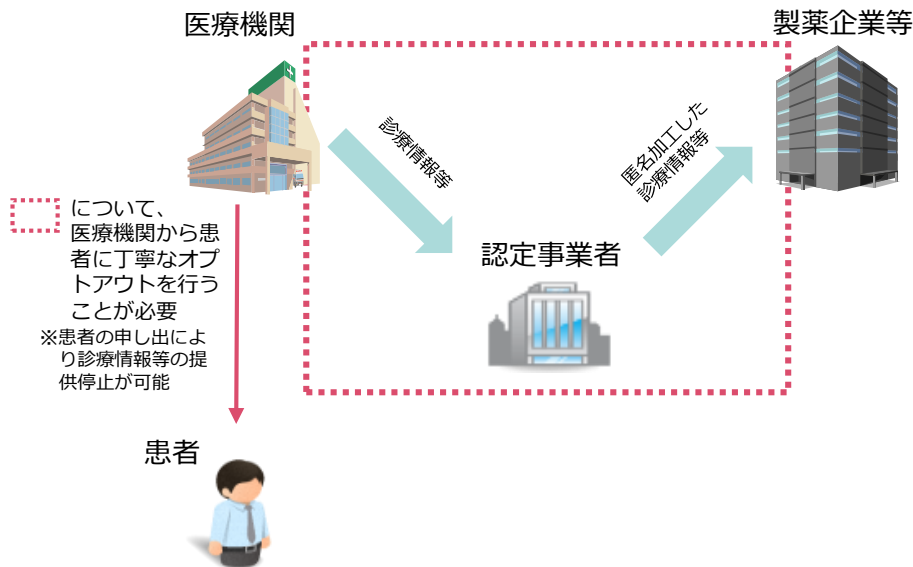 医療機関
製薬企業等
診療情報等
匿名加工した
診療情報等
認定事業者
について、
医療機関から患
者に丁寧なオプ
トアウトを行う
ことが必要
※患者の申し出によ
り診療情報等の提
供停止が可能
患者